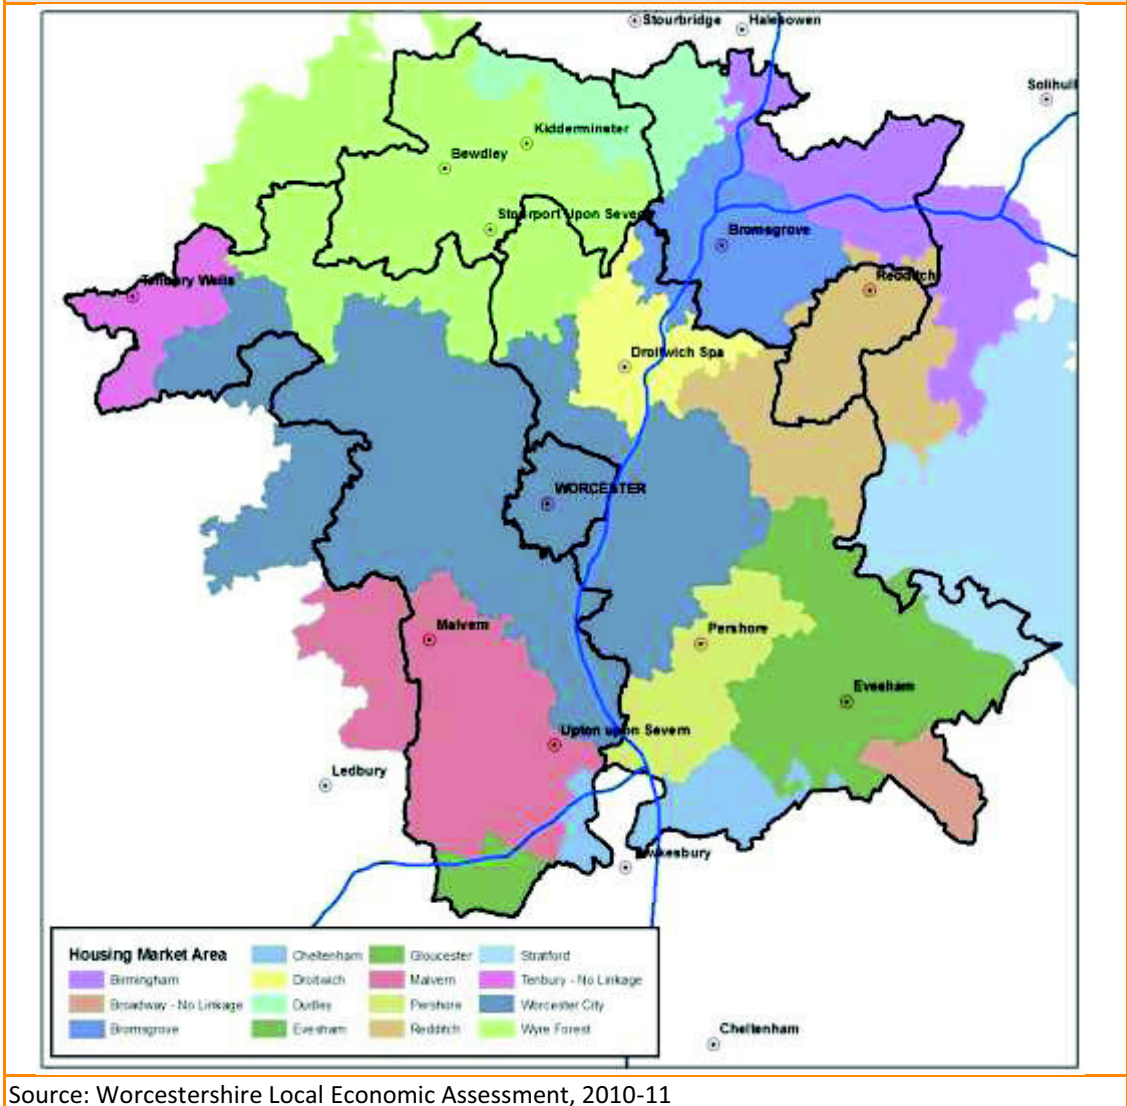 Stourbridge
Halesowen
Solihull
Kidderminster
Bewdley
Stourport Upon Severn
Bromsgrove
Tenbury Wells
Redditch
Droitwich Spa
WORCESTER
Malvern
Pershore
Evesham
Upton upon Severn
Ledbury
Tewkesbury
Cheltenham
Housing Market Area
Birmingham
Broadway - No Linkage
Bromsgrove
Cheltenham
Droitwich
Dudley
Evesham
Gloucester
Malvern
Pershore
Redditch
Stratford
Tenbury - No Linkage
Worcester City
Wyre Forest
Source: Worcestershire Local Economic Assessment, 2010-11